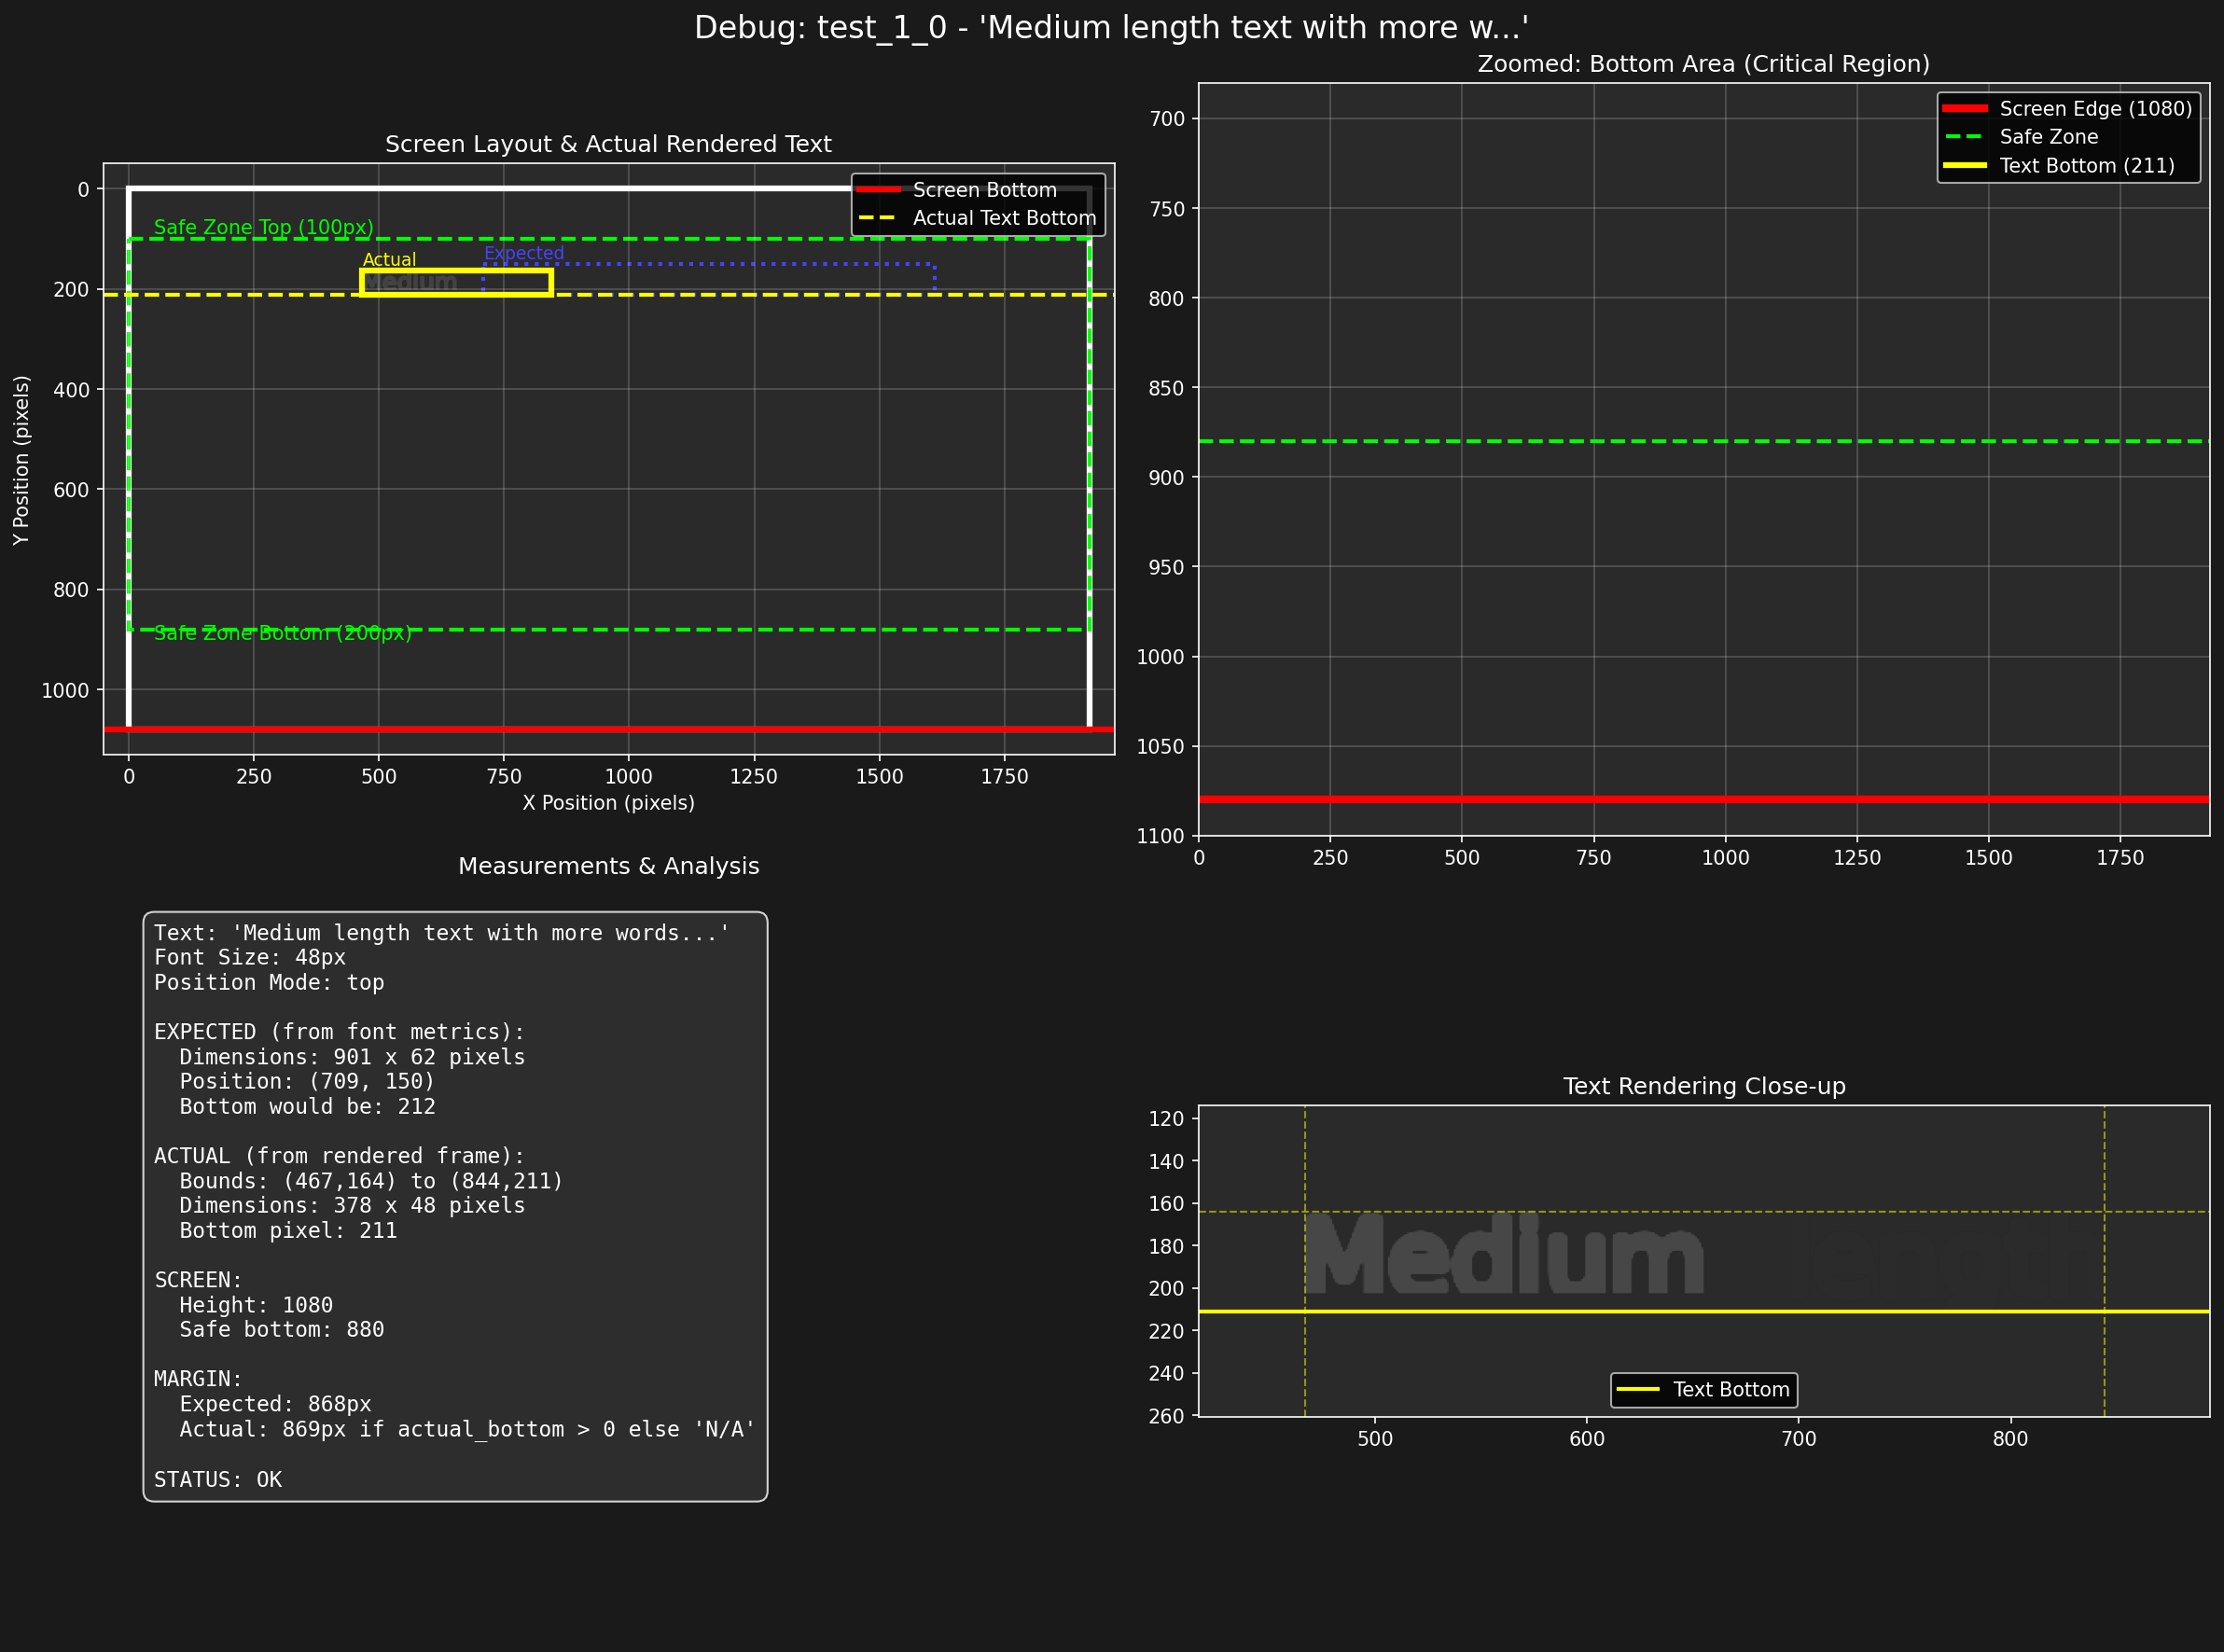 Debug: test_1_0 - 'Medium length text with more w...'
Screen Layout & Actual Rendered Text
Screen Bottom
Actual Text Bottom
Safe Zone Top (100px)
Expected
Actual
Medium
Safe Zone Bottom (200px)
0
200
400
600
800
1000
Y Position (pixels)
0 250 500 750 1000 1250 1500 1750
X Position (pixels)
Zoomed: Bottom Area (Critical Region)
Screen Edge (1080)
Safe Zone
Text Bottom (211)
700
750
800
850
900
950
1000
1050
1100
0 250 500 750 1000 1250 1500 1750
Measurements & Analysis
Text: 'Medium length text with more words...'
Font Size: 48px
Position Mode: top
EXPECTED (from font metrics):
Dimensions: 901 x 62 pixels
Position: (709, 150)
Bottom would be: 212
ACTUAL (from rendered frame):
Bounds: (467,164) to (844,211)
Dimensions: 378 x 48 pixels
Bottom pixel: 211
SCREEN:
Height: 1080
Safe bottom: 880
MARGIN:
Expected: 868px
Actual: 869px if actual_bottom > 0 else 'N/A'
STATUS: OK
Text Rendering Close-up
120
140
160
180
200
220
240
260
Medium
Text Bottom
500 600 700 800